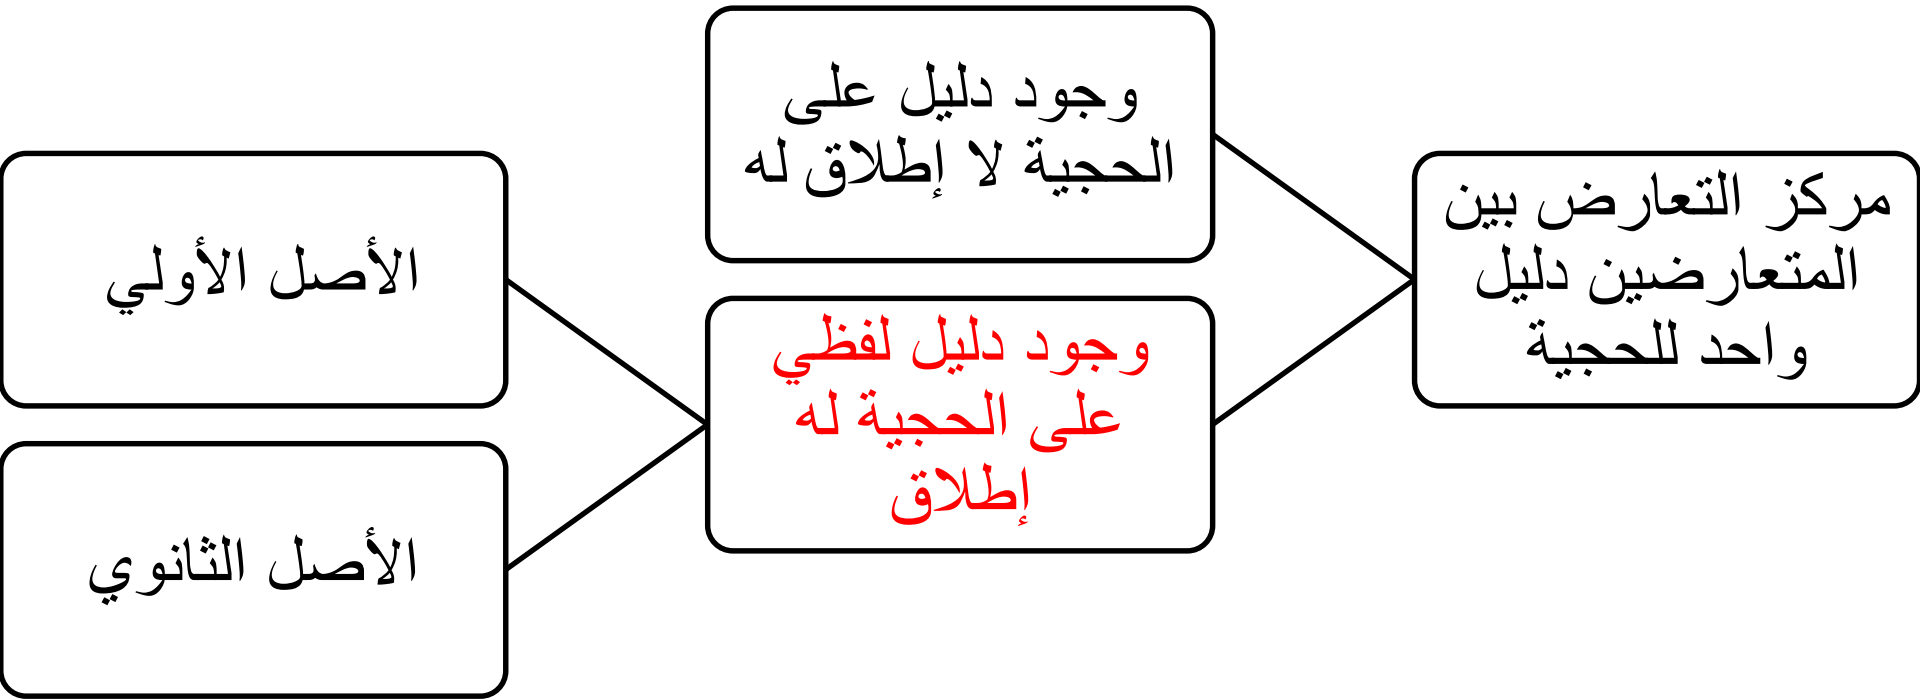 مركز التعارض بين
المتعارضين دليل
واحد للحجية
وجود دليل على
الحجية لا إطلاق له
وجود دليل لفظي
على الحجية له
إطلاق
الأصل الأولي
الأصل الثانوي